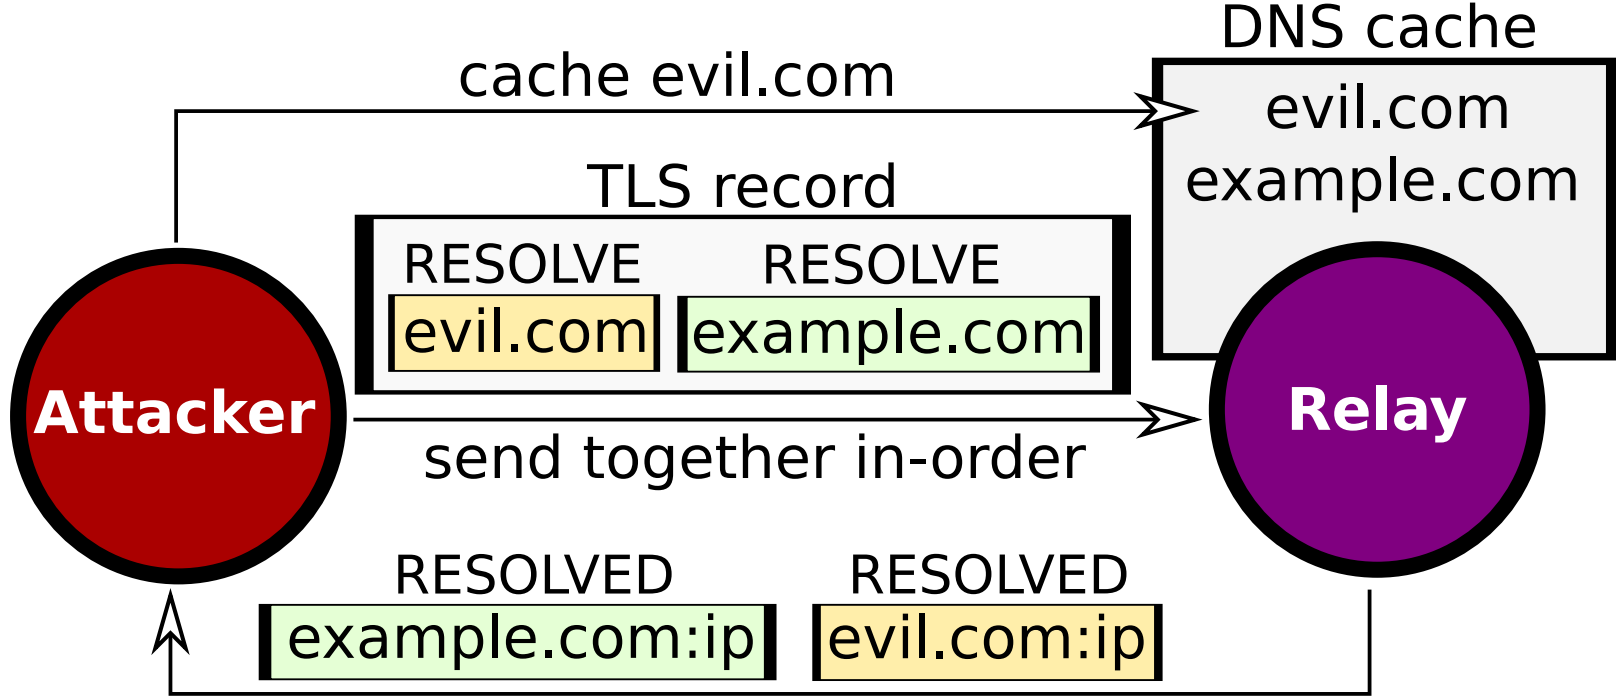 DNS cache
cache evil.com
evil.com
example.com
TLS record
RESOLVE RESOLVE
evil.com example.com
Attacker
Relay
send together in-order
RESOLVED RESOLVED
example.com:ip evil.com:ip